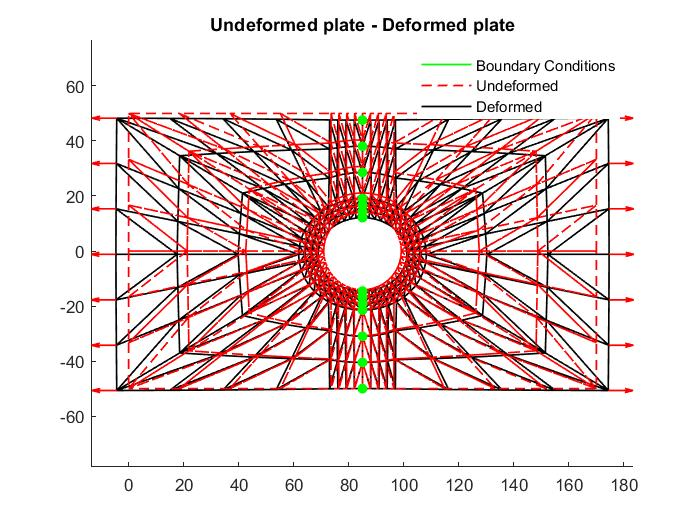 Undeformed plate - Deformed plate
Boundary Conditions
Undeformed
Deformed
60
40
20
0
-20
-40
-60
0 20 40 60 80 100 120 140 160 180